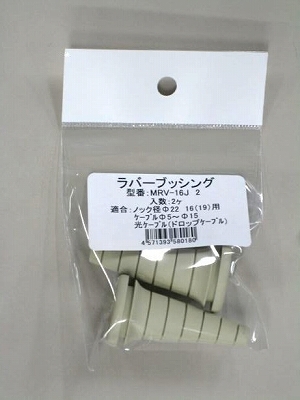 ラバーブッシング
型番:MRV-16J 2
入数:2ヶ
適合:ノック径Φ22 16(19)用
ケーブルΦ5～Φ15
光ケーブル(ドロップケーブル)
4571393580180